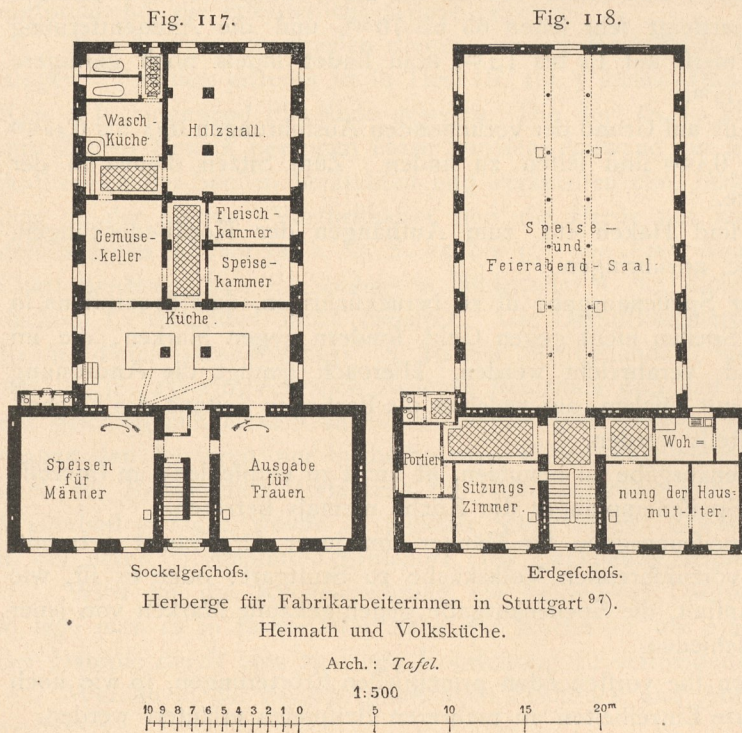 Fig. 117.
Wasch-
Küche
Holzstall.
Gemüse-
keller
Fleisch-
kammer
Speise-
kammer
Küche.
Speisen
für
Männer
Ausgabe
für
Frauen
Sockelgeſchoſs.
Fig. 118.
Speise-
und
Feierabend-Saal
Portier
Sitzungs-
Zimmer.
Woh=
nung der Haus-
mut- ter.
Erdgeſchoſs.
Herberge für Fabrikarbeiterinnen in Stuttgart 97).
Heimath und Volksküche.
Arch.: Tafel.
1:500
10 9 8 7 6 5 4 3 2 1 0 5 10 15 20m